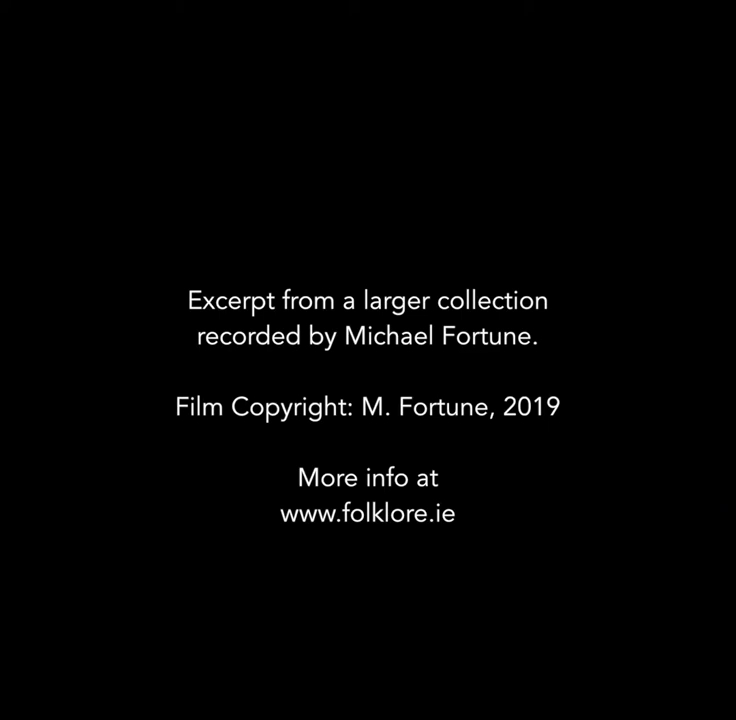 Excerpt from a larger collection
recorded by Michael Fortune.
Film Copyright: M. Fortune, 2019
More info at
www.folklore.ie